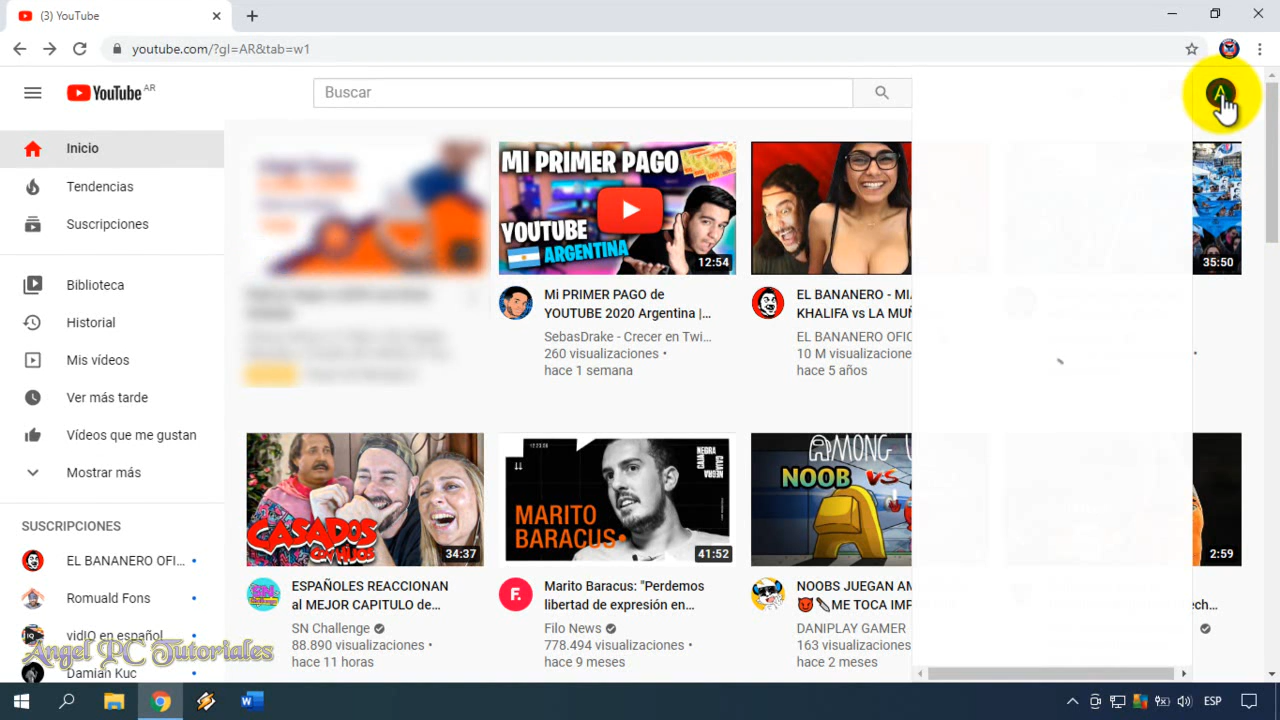 (3) YouTube
youtube.com/?gl=AR&tab=w1
YouTube AR
Buscar
A
Inicio
Tendencias
Suscripciones
Biblioteca
Historial
Mis vídeos
Ver más tarde
Vídeos que me gustan
Mostrar más
SUSCRIPCIONES
EL BANANERO OFI...
Romuald Fons
vidIQ en español
Damian Kuc
Angel PC Tutoriales
MI PRIMER PAGO
YOUTUBE
ARGENTINA
12:54
Mi PRIMER PAGO de
YOUTUBE 2020 Argentina |...
SebasDrake - Crecer en Twi...
260 visualizaciones •
hace 1 semana
EL BANANERO - MI
KHALIFA vs LA MUÑ
EL BANANERO OFIC
10 M visualizacione
hace 5 años
35:50
CASADOS
CON HIJOS
34:37
ESPAÑOLES REACCIONAN
al MEJOR CAPITULO de...
SN Challenge
88.890 visualizaciones •
hace 11 horas
CAJA
NEGRA
MARITO
BARACUS•
41:52
F.
Marito Baracus: "Perdemos
libertad de expresión en...
Filo News
778.494 visualizaciones •
hace 9 meses
AMONG U
NOOB VS
NOOBS JUEGAN AM
ME TOCA IMP
DANIPLAY GAMER
163 visualizaciones
hace 2 meses
2:59
ech...
ESP